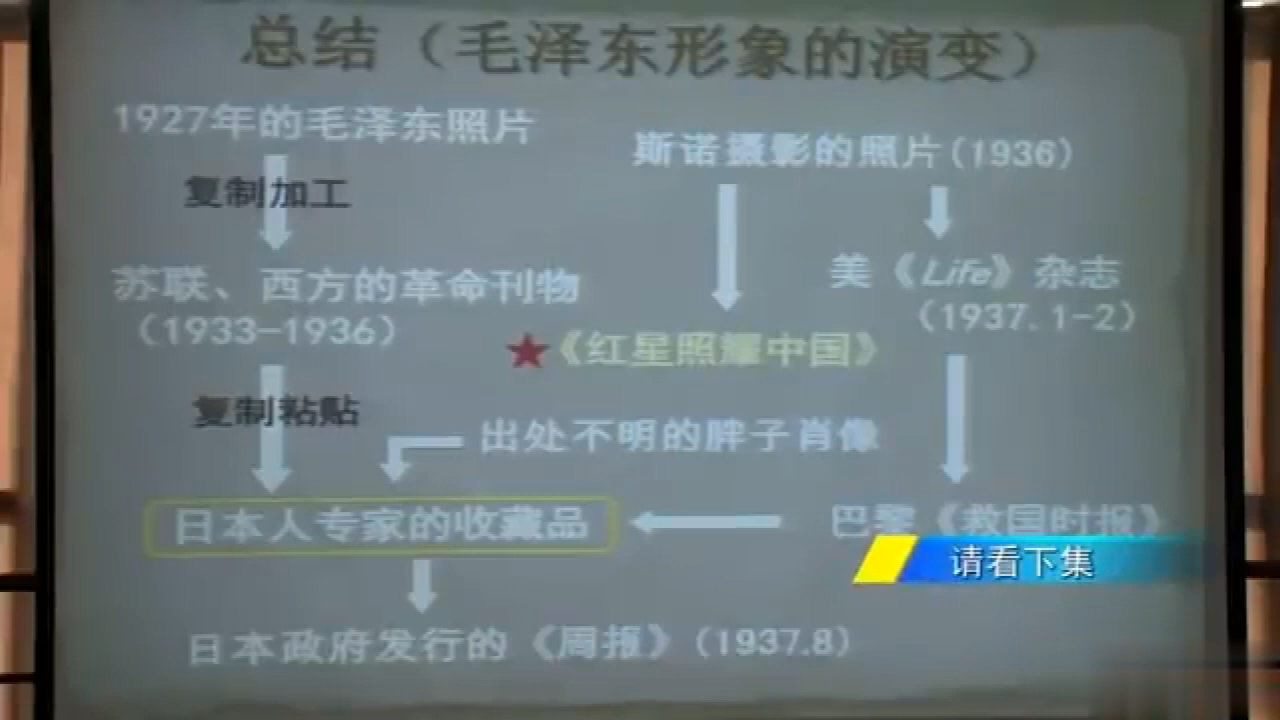 总结（毛泽东形象的演变）
1927年的毛泽东照片
斯诺摄影的照片(1936)
复制加工
美《Life》杂志
(1937.1-2)
苏联、西方的革命刊物
(1933-1936)
★《红星照耀中国》
复制粘贴
出处不明的胖子肖像
日本人专家的收藏品
巴黎《救国时报》
请看下集
日本政府发行的《周报》(1937.8)